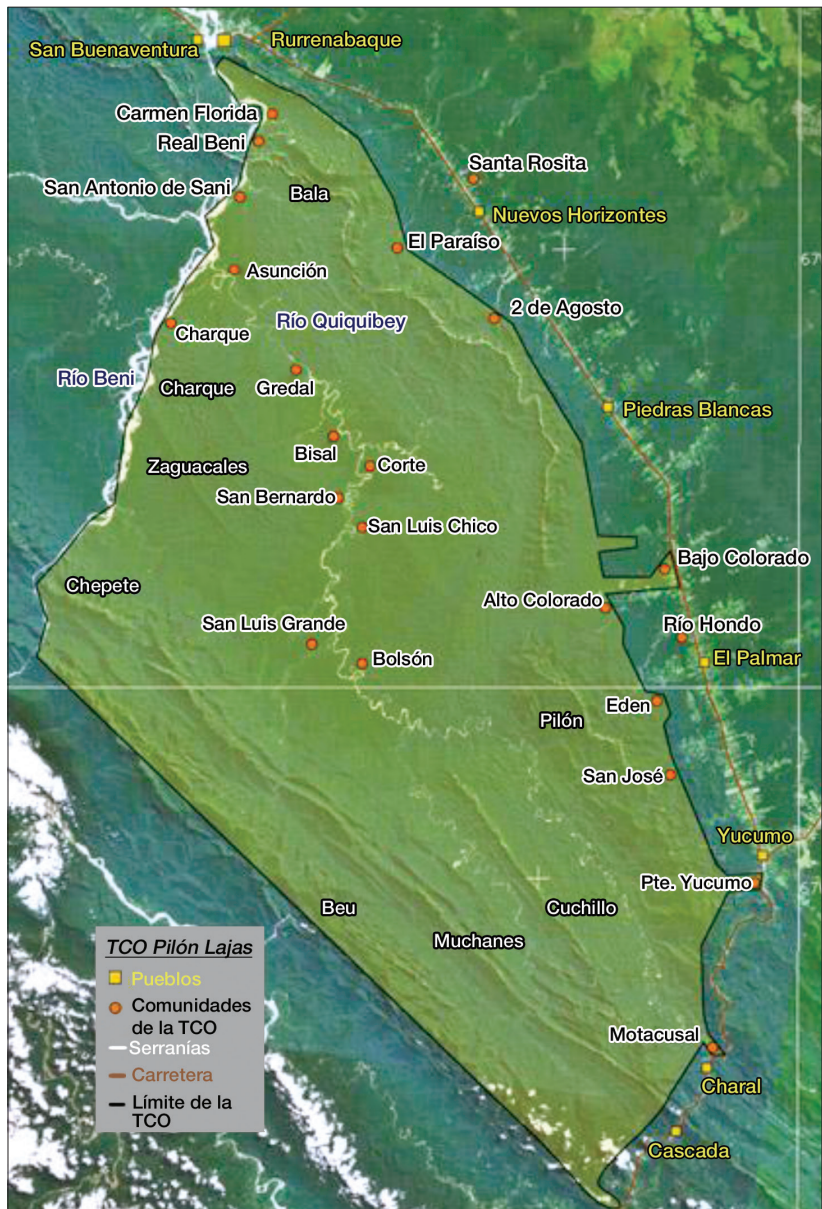 San Buenaventura
Rurrenabaque
Carmen Florida
Real Beni
Santa Rosita
San Antonio de Sani
Bala
Nuevos Horizontes
El Paraíso
Asunción
2 de Agosto
Río Quiquibey
Charque
Río Beni
Gredal
Charque
Piedras Blancas
Bisal
Zaguacales
Corte
San Bernardo
San Luis Chico
Bajo Colorado
Chepete
Alto Colorado
San Luis Grande
Río Hondo
Bolsón
El Palmar
Eden
Pilón
San José
Yucumo
Pte. Yucumo
Beu
Cuchillo
Muchanes
TCO Pilón Lajas
Pueblos
Comunidades
de la TCO
Serranías
Carretera
Límite de la
TCO
Motacusal
Charal
Cascada